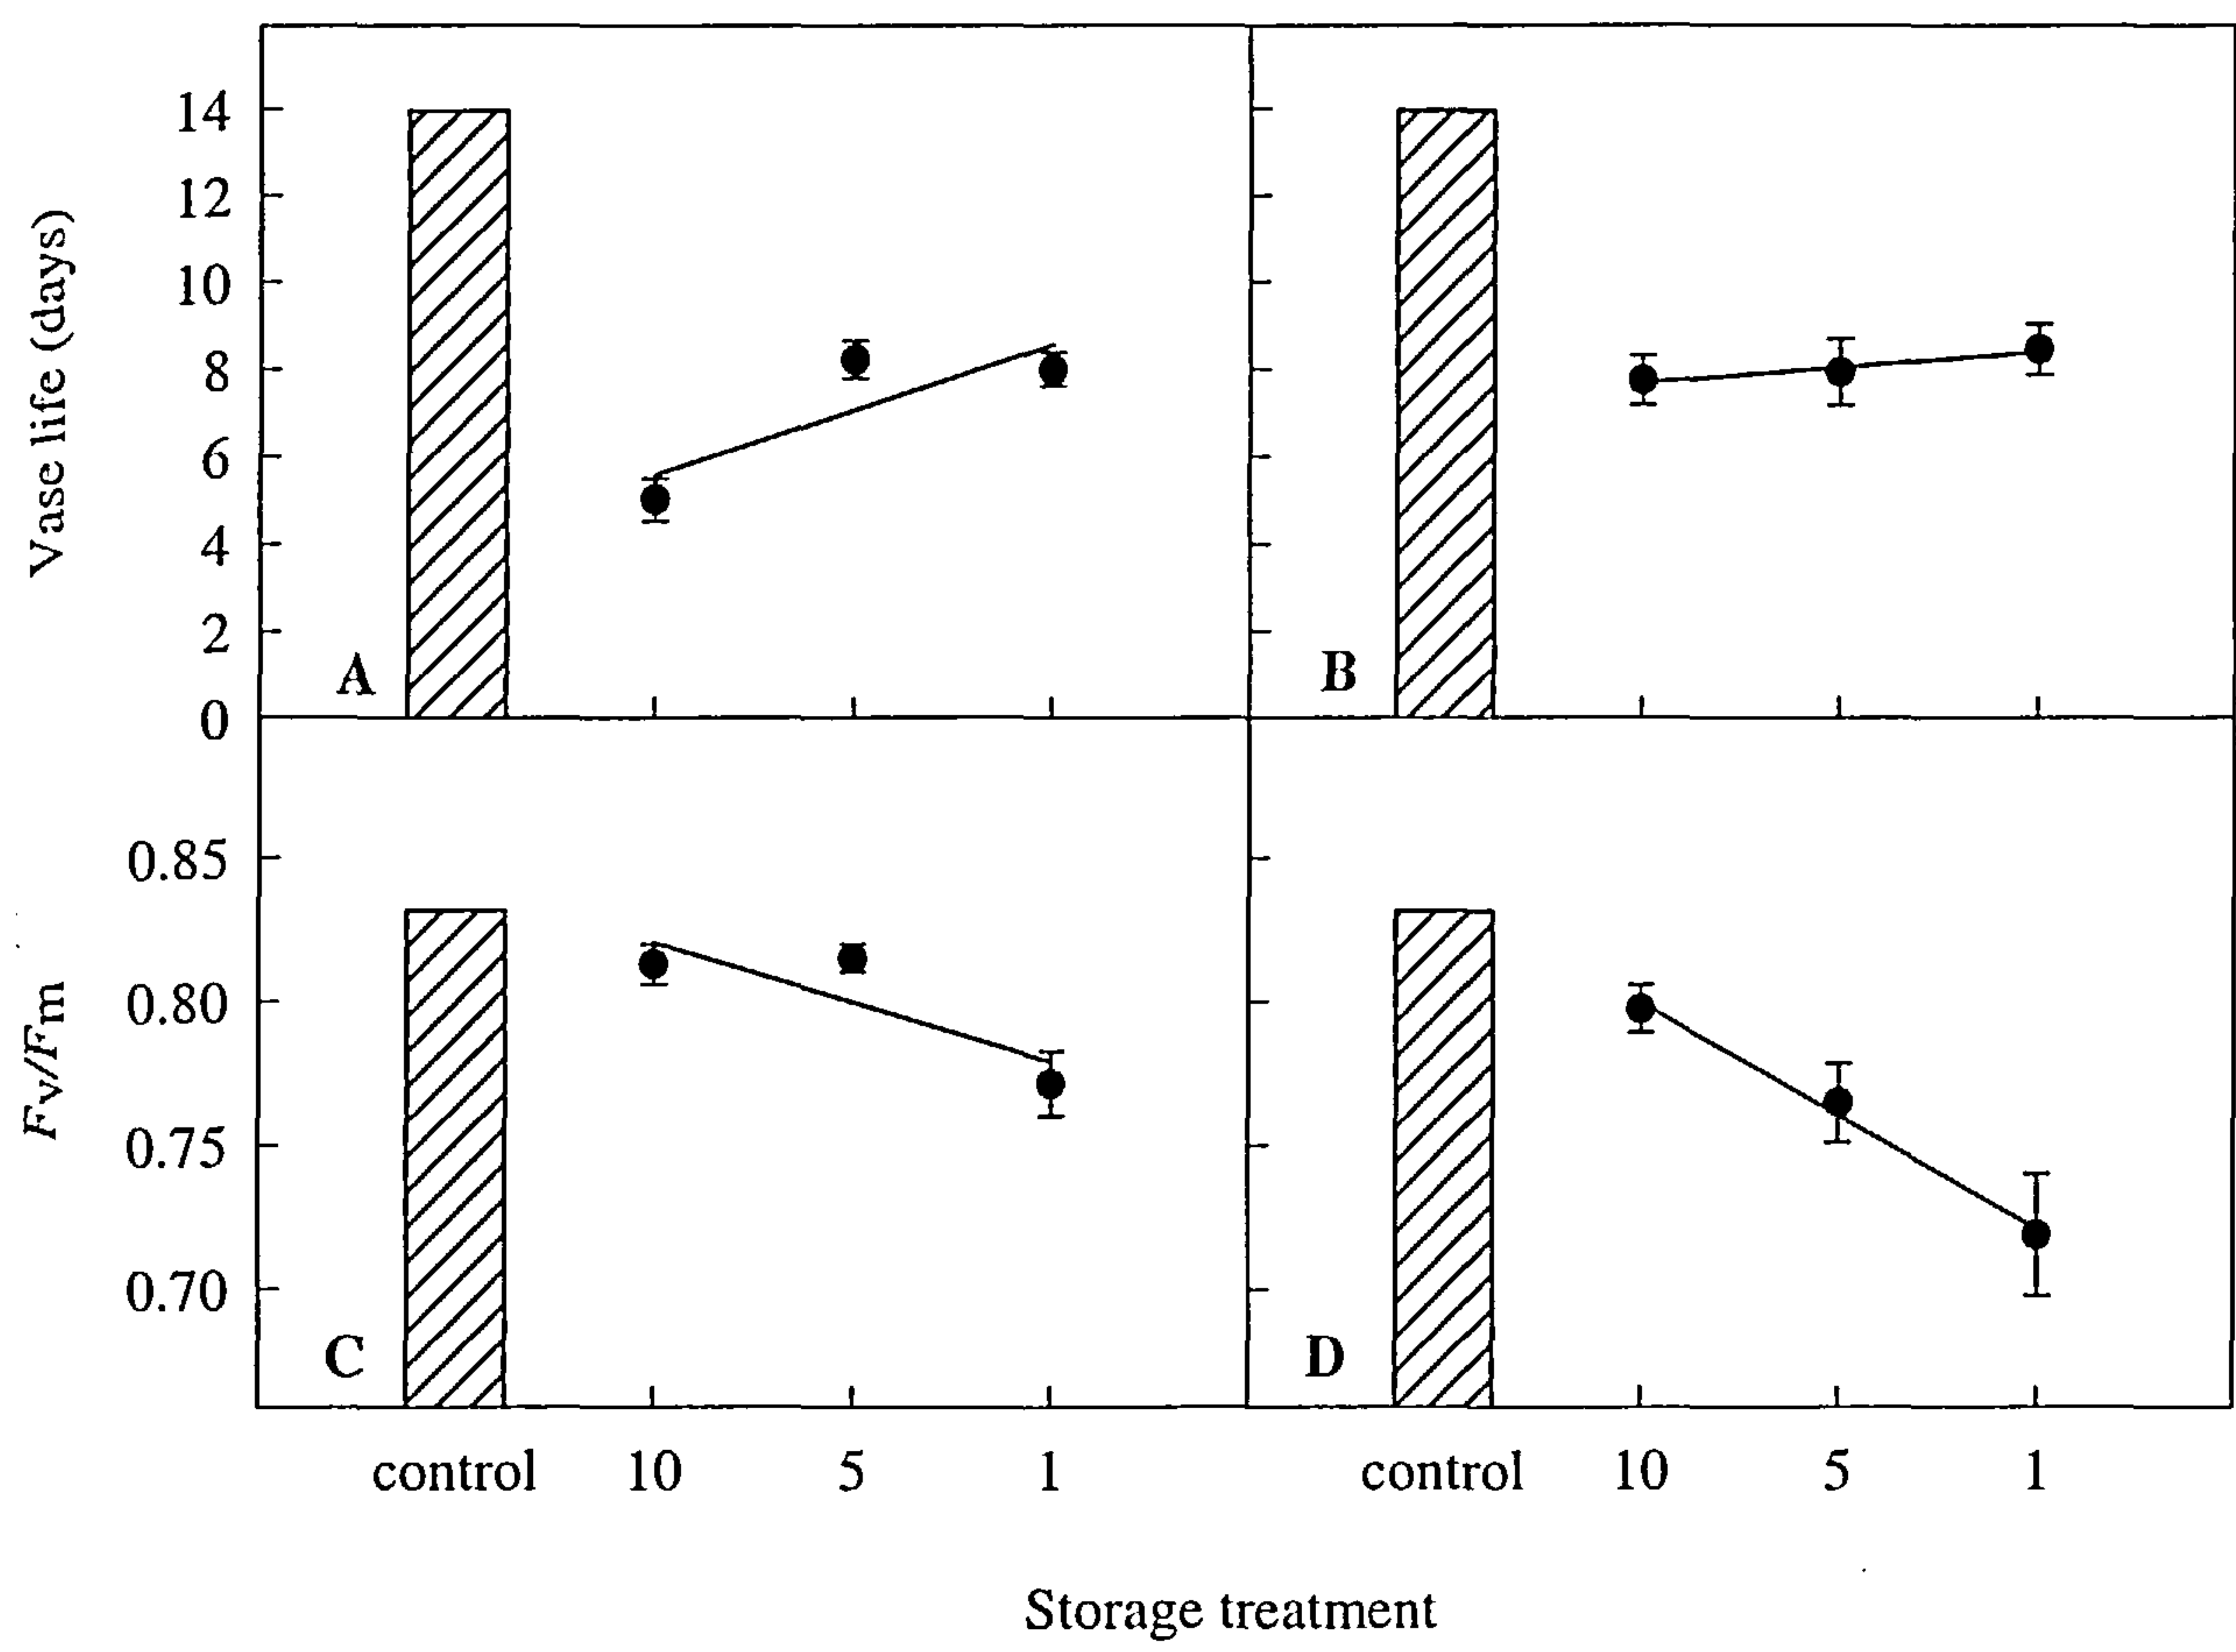 Vase life (days)
14
12
10
8
6
4
2
0
A
B
Fv/Fm
0.85
0.80
0.75
0.70
C
D
control 10 5 1
control 10 5 1
Storage treatment